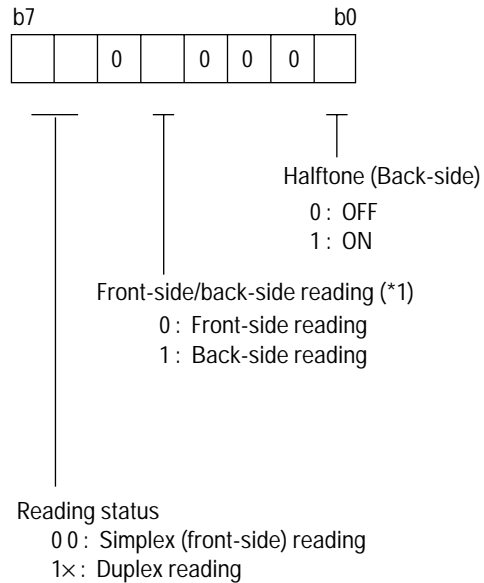 b7 b0
0 0 0 0
Halftone (Back-side)
0 : OFF
1 : ON
Front-side/back-side reading (*1)
0 : Front-side reading
1 : Back-side reading
Reading status
0 0 : Simplex (front-side) reading
1× : Duplex reading